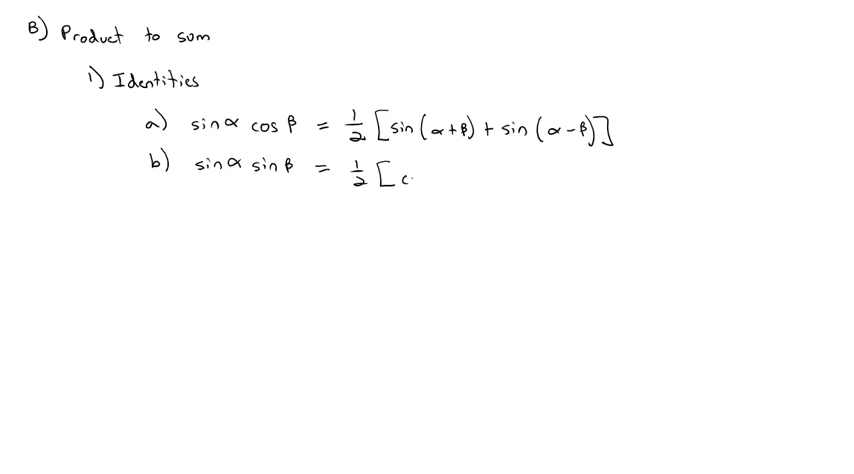 B) Product to sum
1) Identities
a) sin α cos β = 1/2 [sin (α+β) + sin (α-β)]
b) sin α sin β = 1/2 [ c